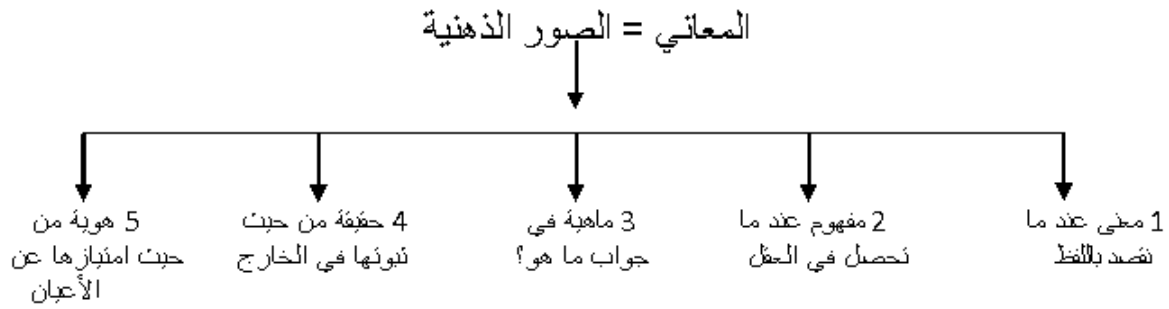 المعاني = الصور الذهنية
1 معنى عند ما
تقصد باللفظ
2 مفهوم عند ما
تحصل في العقل
3 ماهية في
جواب ما هو؟
4 حقيقة من حيث
ثبوتها في الخارج
5 هوية من
حيث امتيازها عن
الأعيان